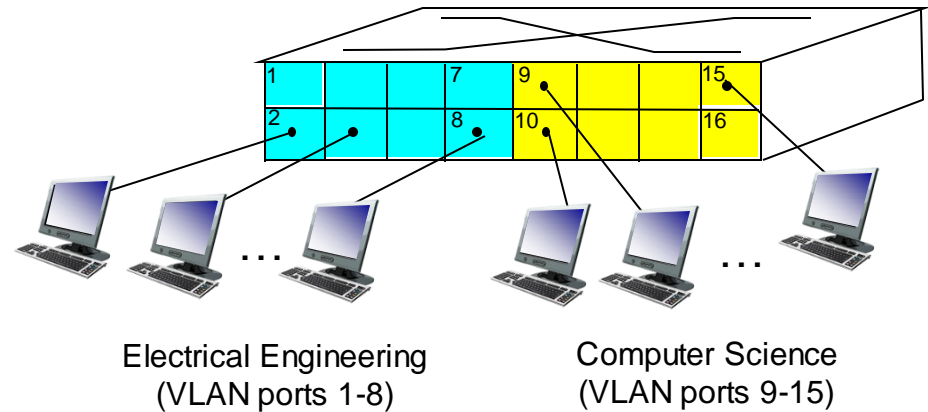 1 7 9 15
2 8 10 16
... ...
Electrical Engineering
(VLAN ports 1-8)
Computer Science
(VLAN ports 9-15)